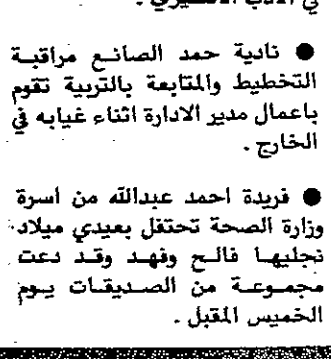 في الأدب الانجليزي .
● نادية حمد الصانع مراقبة
التخطيط والمتابعة بالتربية تقوم
باعمال مدير الادارة اثناء غيابه في
الخارج .
● فريدة احمد عبدالله من اسرة
وزارة الصحة تحتفل بعيدي ميلاد
نجليها فالح وفهد وقد دعت
مجموعة من الصديقات يوم
الخميس المقبل .